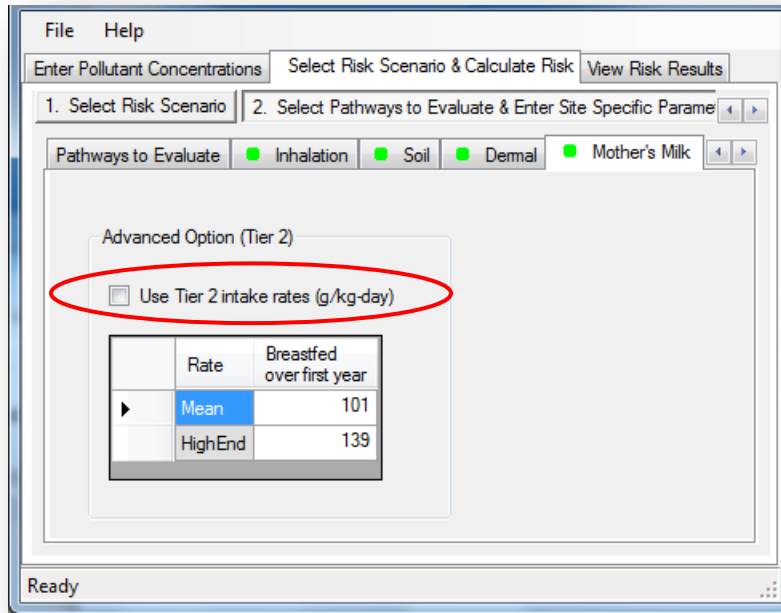 File Help
Enter Pollutant Concentrations Select Risk Scenario & Calculate Risk View Risk Results
1. Select Risk Scenario 2. Select Pathways to Evaluate & Enter Site Specific Paramet
Pathways to Evaluate Inhalation Soil Dermal Mother's Milk
Advanced Option (Tier 2)
Use Tier 2 intake rates (g/kg-day)
Rate Breastfed
over first year
Mean 101
HighEnd 139
Ready